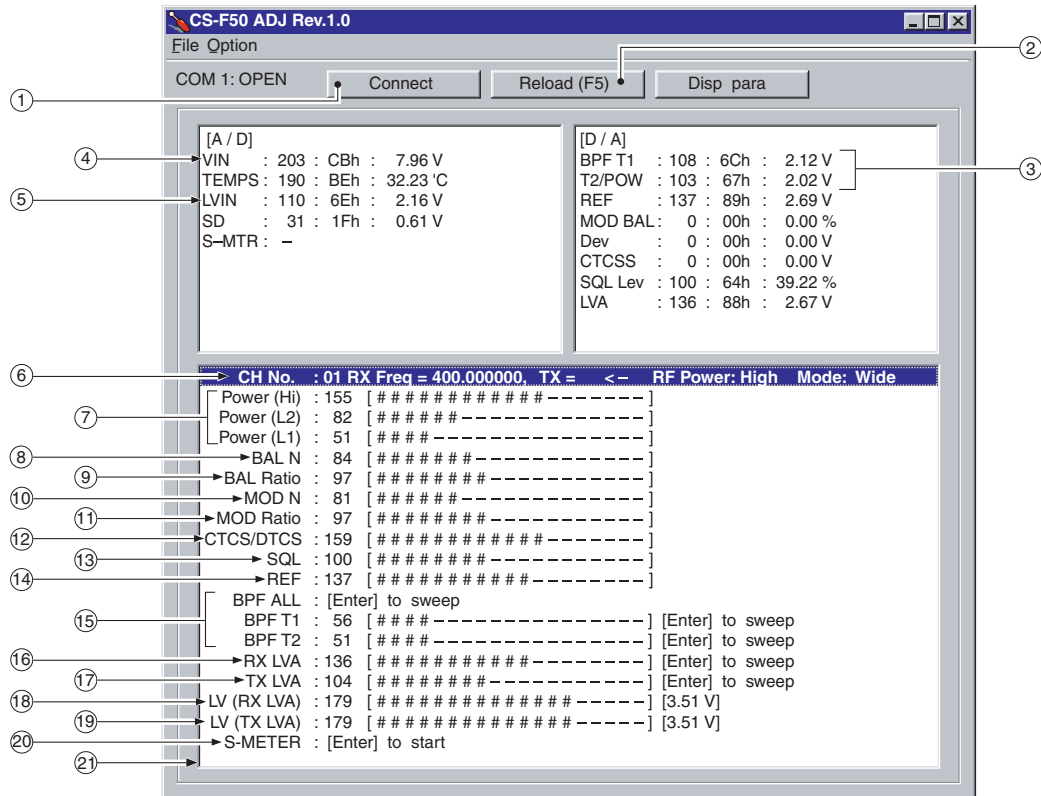 CS-F50 ADJ Rev.1.0
File Option
COM 1: OPEN Connect Reload (F5) Disp para
[A / D]
VIN : 203 : CBh : 7.96 V
TEMPS : 190 : BEh : 32.23 'C
LVIN : 110 : 6Eh : 2.16 V
SD : 31 : 1Fh : 0.61 V
S–MTR : –
[D / A]
BPF T1 : 108 : 6Ch : 2.12 V
T2/POW : 103 : 67h : 2.02 V
REF : 137 : 89h : 2.69 V
MOD BAL : 0 : 00h : 0.00 %
Dev : 0 : 00h : 0.00 V
CTCSS : 0 : 00h : 0.00 V
SQL Lev : 100 : 64h : 39.22 %
LVA : 136 : 88h : 2.67 V
CH No. : 01 RX Freq = 400.000000, TX = <– RF Power: High Mode: Wide
Power (Hi) : 155 [ # # # # # # # # # # # # – – – – – – – – ]
Power (L2) : 82 [ # # # # # # – – – – – – – – – – – – – – ]
Power (L1) : 51 [ # # # # – – – – – – – – – – – – – – – – ]
BAL N : 84 [ # # # # # # # – – – – – – – – – – – – – ]
BAL Ratio : 97 [ # # # # # # # # – – – – – – – – – – – – ]
MOD N : 81 [ # # # # # # – – – – – – – – – – – – – – ]
MOD Ratio : 97 [ # # # # # # # # – – – – – – – – – – – – ]
CTCS/DTCS : 159 [ # # # # # # # # # # # # – – – – – – – – ]
SQL : 100 [ # # # # # # # # – – – – – – – – – – – – ]
REF : 137 [ # # # # # # # # # # # – – – – – – – – – ]
BPF ALL : [Enter] to sweep
BPF T1 : 56 [ # # # # – – – – – – – – – – – – – – – – ] [Enter] to sweep
BPF T2 : 51 [ # # # # – – – – – – – – – – – – – – – – ] [Enter] to sweep
RX LVA : 136 [ # # # # # # # # # # # – – – – – – – – – ] [Enter] to sweep
TX LVA : 104 [ # # # # # # # # – – – – – – – – – – – – ] [Enter] to sweep
LV (RX LVA) : 179 [ # # # # # # # # # # # # # # – – – – – – ] [3.51 V]
LV (TX LVA) : 179 [ # # # # # # # # # # # # # # – – – – – – ] [3.51 V]
S-METER : [Enter] to start
1
2
3
4
5
6
7
8
9
10
11
12
13
14
15
16
17
18
19
20
21